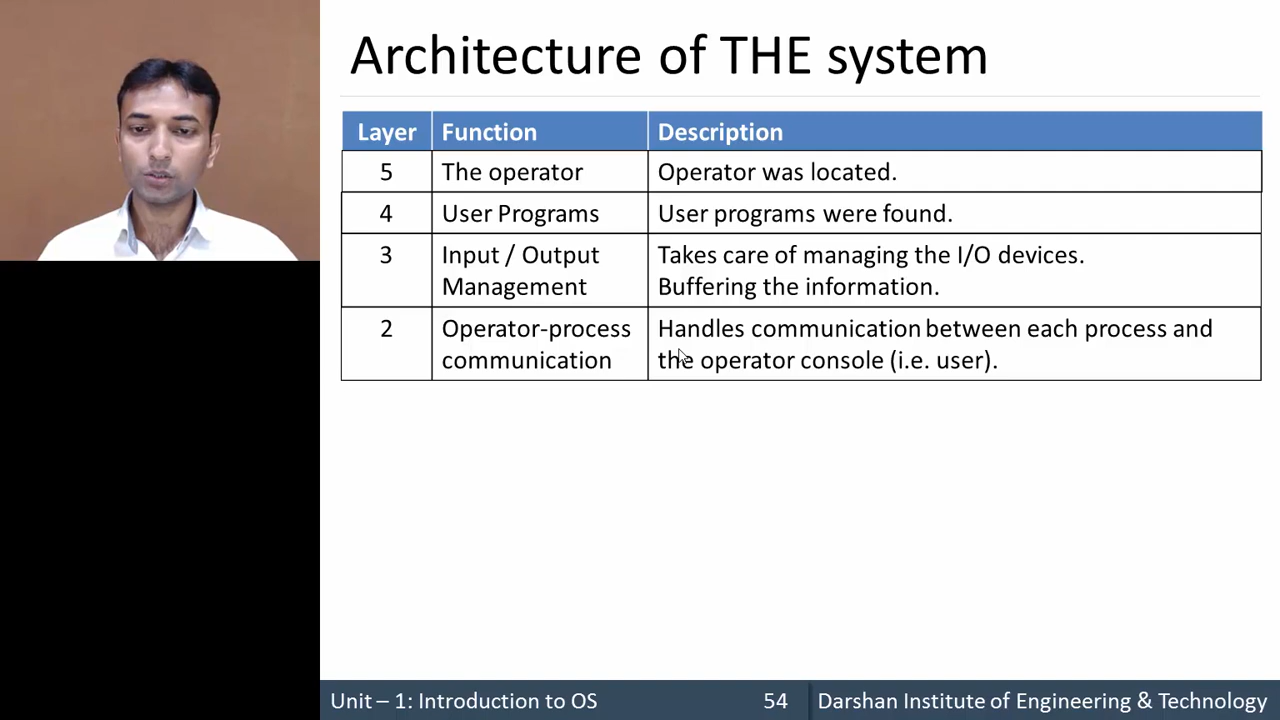 Architecture of THE system
Layer Function Description
5 The operator Operator was located.
4 User Programs User programs were found.
3 Input / Output Takes care of managing the I/O devices.
Management Buffering the information.
2 Operator-process Handles communication between each process and
communication the operator console (i.e. user).
Unit – 1: Introduction to OS 54 Darshan Institute of Engineering & Technology